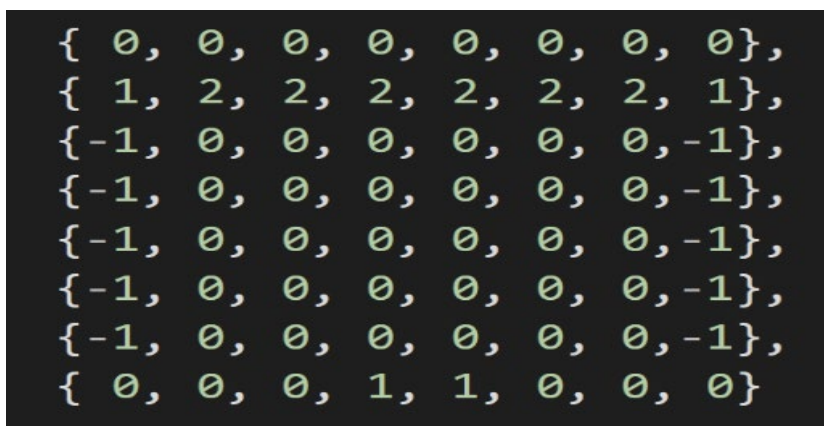 { 0, 0, 0, 0, 0, 0, 0, 0},
{ 1, 2, 2, 2, 2, 2, 2, 1},
{-1, 0, 0, 0, 0, 0, 0,-1},
{-1, 0, 0, 0, 0, 0, 0,-1},
{-1, 0, 0, 0, 0, 0, 0,-1},
{-1, 0, 0, 0, 0, 0, 0,-1},
{-1, 0, 0, 0, 0, 0, 0,-1},
{ 0, 0, 0, 1, 1, 0, 0, 0}